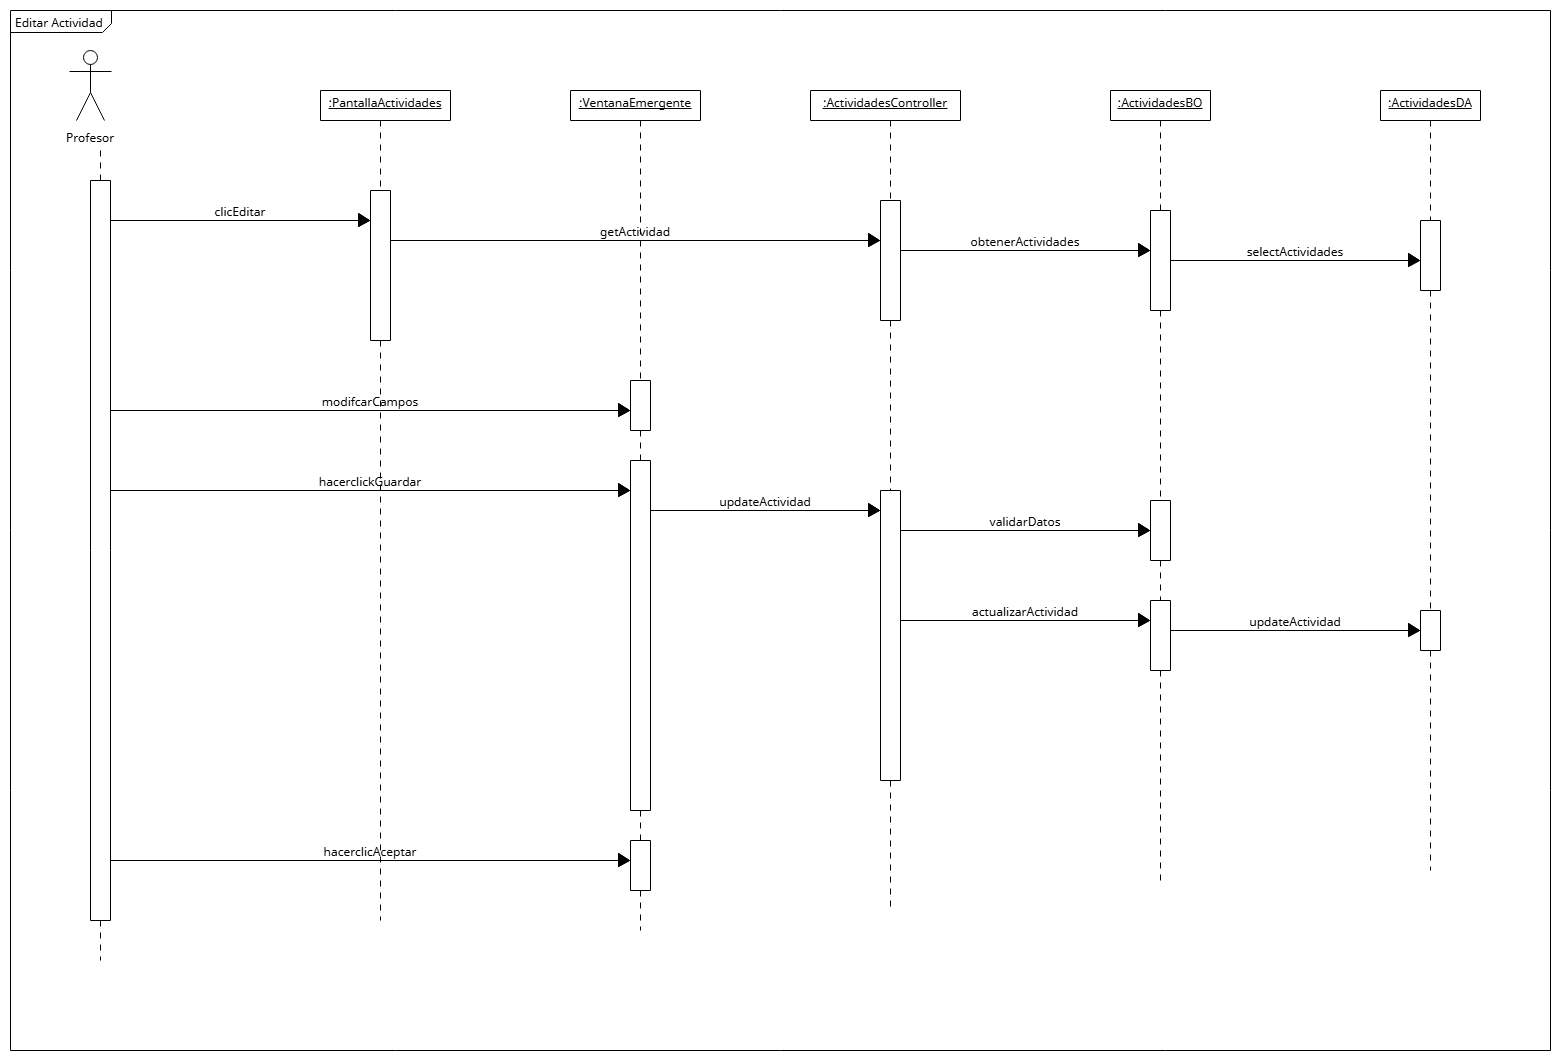 Editar Actividad
Profesor
:PantallaActividades
:VentanaEmergente
:ActividadesController
:ActividadesBO
:ActividadesDA
clicEditar
getActividad
obtenerActividades
selectActividades
modifcarCampos
hacerclickGuardar
updateActividad
validarDatos
actualizarActividad
updateActividad
hacerclicAceptar